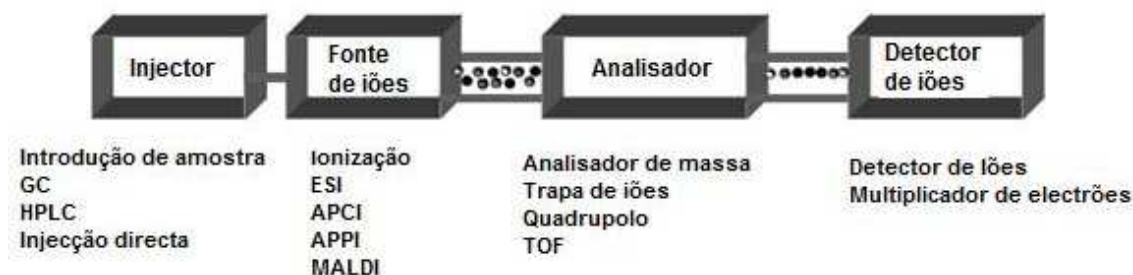 Injector
Fonte
de iões
Analisador
Detector
de iões
Introdução de amostra
GC
HPLC
Injecção directa
Ionização
ESI
APCI
APPI
MALDI
Analisador de massa
Trapa de iões
Quadrupolo
TOF
Detector de Iões
Multiplicador de electrões